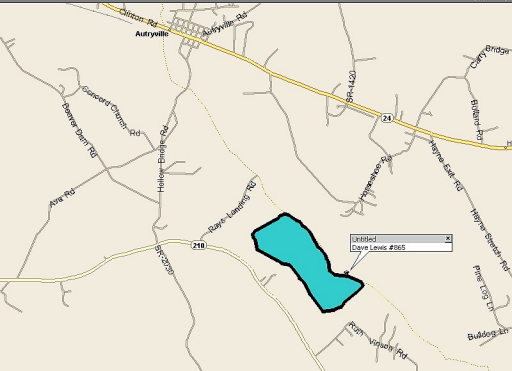 Clinton Rd
Autryville Rd
Autryville
Carry Bridge
SR-1420
Concord Church Rd
Beaver Dam Rd
Bullard Rd
24
Hollow Bridge Rd
Hayne Exit Rd
Horseshoe Rd
Ava Rd
Rays Landing Rd
Hayne Stretch Rd
210
Untitled
Dave Lewis #865
SR-2030
Pine Log Ln
Ruth Vinson Rd
Bulldog Ln